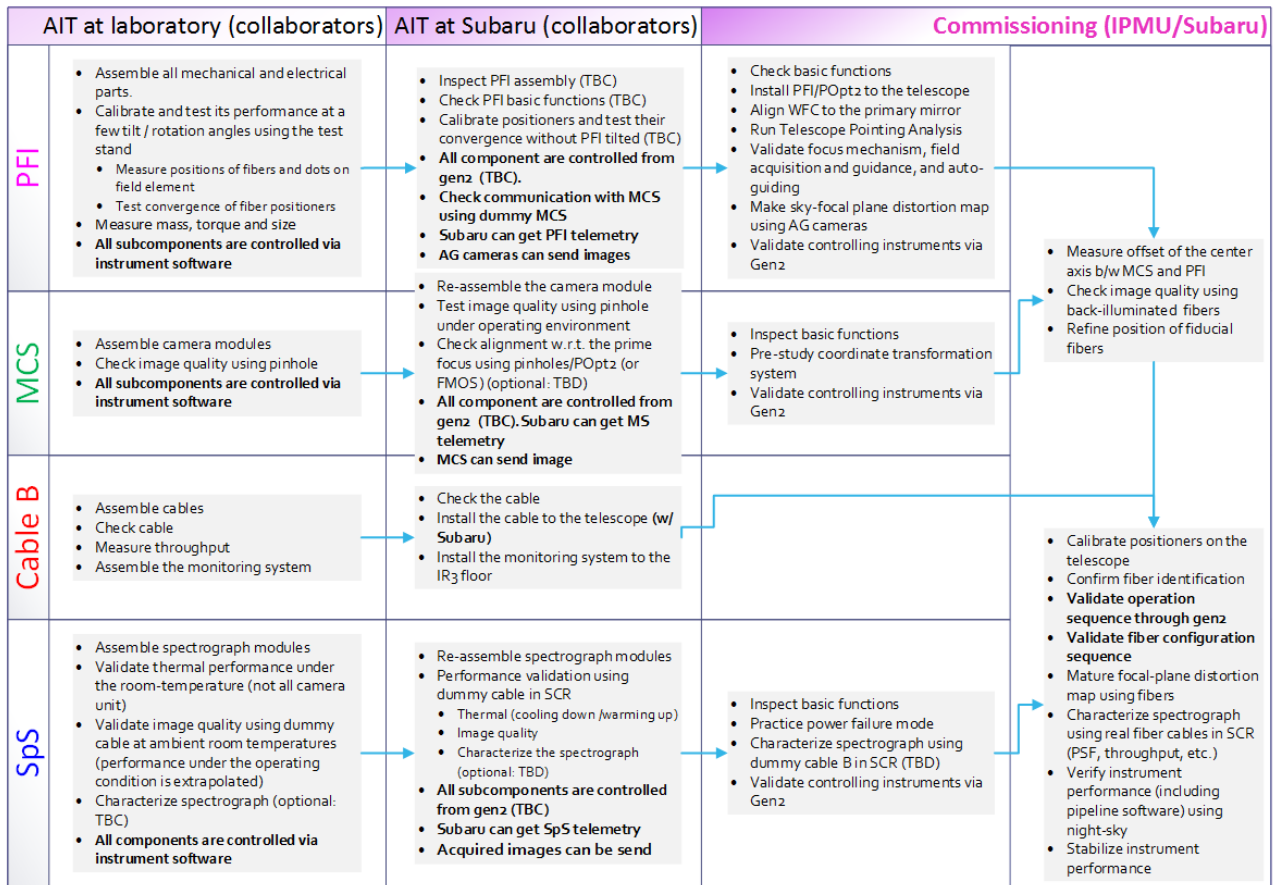 AIT at laboratory (collaborators)
AIT at Subaru (collaborators)
Commissioning (IPMU/Subaru)
PFI
• Assemble all mechanical and electrical
parts.
• Calibrate and test its performance at a
few tilt / rotation angles using the test
stand
• Measure positions of fibers and dots on
field element
• Test convergence of fiber positioners
• Measure mass, torque and size
• All subcomponents are controlled via
instrument software
• Inspect PFI assembly (TBC)
• Check PFI basic functions (TBC)
• Calibrate positioners and test their
convergence without PFI tilted (TBC)
• All component are controlled from
gen2 (TBC).
• Check communication with MCS
using dummy MCS
• Subaru can get PFI telemetry
• AG cameras can send images
• Check basic functions
• Install PFI/POpt2 to the telescope
• Align WFC to the primary mirror
• Run Telescope Pointing Analysis
• Validate focus mechanism, field
acquisition and guidance, and auto-
guiding
• Make sky-focal plane distortion map
using AG cameras
• Validate controlling instruments via
Gen2
• Measure offset of the center
axis b/w MCS and PFI
• Check image quality using
back-illuminated fibers
• Refine position of fiducial
fibers
MCS
• Assemble camera modules
• Check image quality using pinhole
• All subcomponents are controlled via
instrument software
• Re-assemble the camera module
• Test image quality using pinhole
under operating environment
• Check alignment w.r.t. the prime
focus using pinholes/POpt2 (or
FMOS) (optional: TBD)
• All component are controlled from
gen2 (TBC). Subaru can get MS
telemetry
• MCS can send image
• Inspect basic functions
• Pre-study coordinate transformation
system
• Validate controlling instruments via
Gen2
Cable B
• Assemble cables
• Check cable
• Measure throughput
• Assemble the monitoring system
• Check the cable
• Install the cable to the telescope (w/
Subaru)
• Install the monitoring system to the
IR3 floor
• Calibrate positioners on the
telescope
• Confirm fiber identification
• Validate operation
sequence through gen2
• Validate fiber configuration
sequence
• Mature focal-plane distortion
map using fibers
• Characterize spectrograph
using real fiber cables in SCR
(PSF, throughput, etc.)
• Verify instrument
performance (including
pipeline software) using
night-sky
• Stabilize instrument
performance
SpS
• Assemble spectrograph modules
• Validate thermal performance under
the room-temperature (not all camera
unit)
• Validate image quality using dummy
cable at ambient room temperatures
(performance under the operating
condition is extrapolated)
• Characterize spectrograph (optional:
TBC)
• All components are controlled via
instrument software
• Re-assemble spectrograph modules
• Performance validation using
dummy cable in SCR
• Thermal (cooling down /warming up)
• Image quality
• Characterize the spectrograph
(optional: TBD)
• All subcomponents are controlled
from gen2 (TBC)
• Subaru can get SpS telemetry
• Acquired images can be send
• Inspect basic functions
• Practice power failure mode
• Characterize spectrograph using
dummy cable B in SCR (TBD)
• Validate controlling instruments via
Gen2